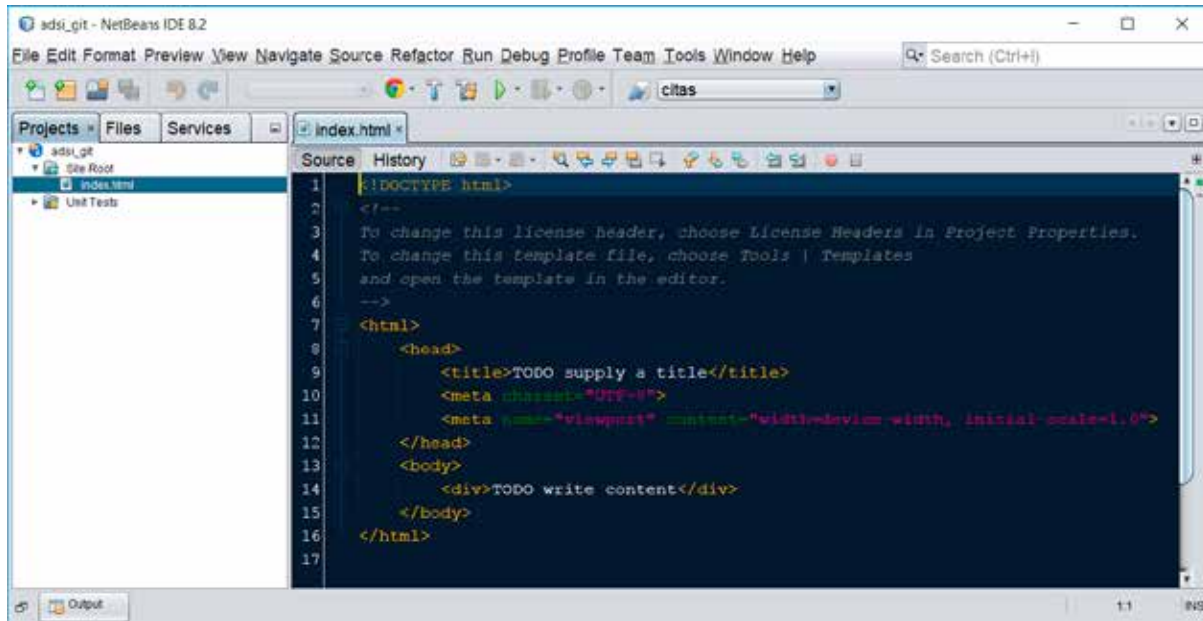 adsi_git - NetBeans IDE 8.2
File Edit Format Preview View Navigate Source Refactor Run Debug Profile Team Tools Window Help
Search (Ctrl+I)
citas
Projects Files Services
index.html
adsi_git
Site Root
index.html
Unit Tests
Source History
1 <!DOCTYPE html>
2 <!--
3 To change this license header, choose License Headers in Project Properties.
4 To change this template file, choose Tools | Templates
5 and open the template in the editor.
6 -->
7 <html>
8 <head>
9 <title>TODO supply a title</title>
10 <meta charset="UTF-8">
11 <meta name="viewport" content="width=device-width, initial-scale=1.0">
12 </head>
13 <body>
14 <div>TODO write content</div>
15 </body>
16 </html>
17
Output
1:1
INS